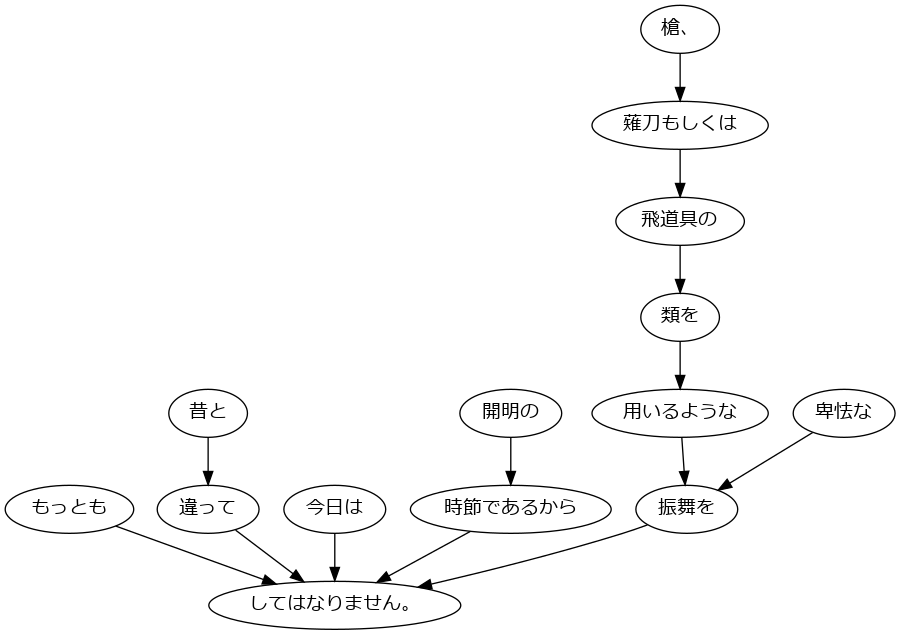 槍、
薙刀もしくは
飛道具の
類を
昔と
開明の
用いるような
卑怯な
もっとも
違って
今日は
時節であるから
振舞を
してはなりません。